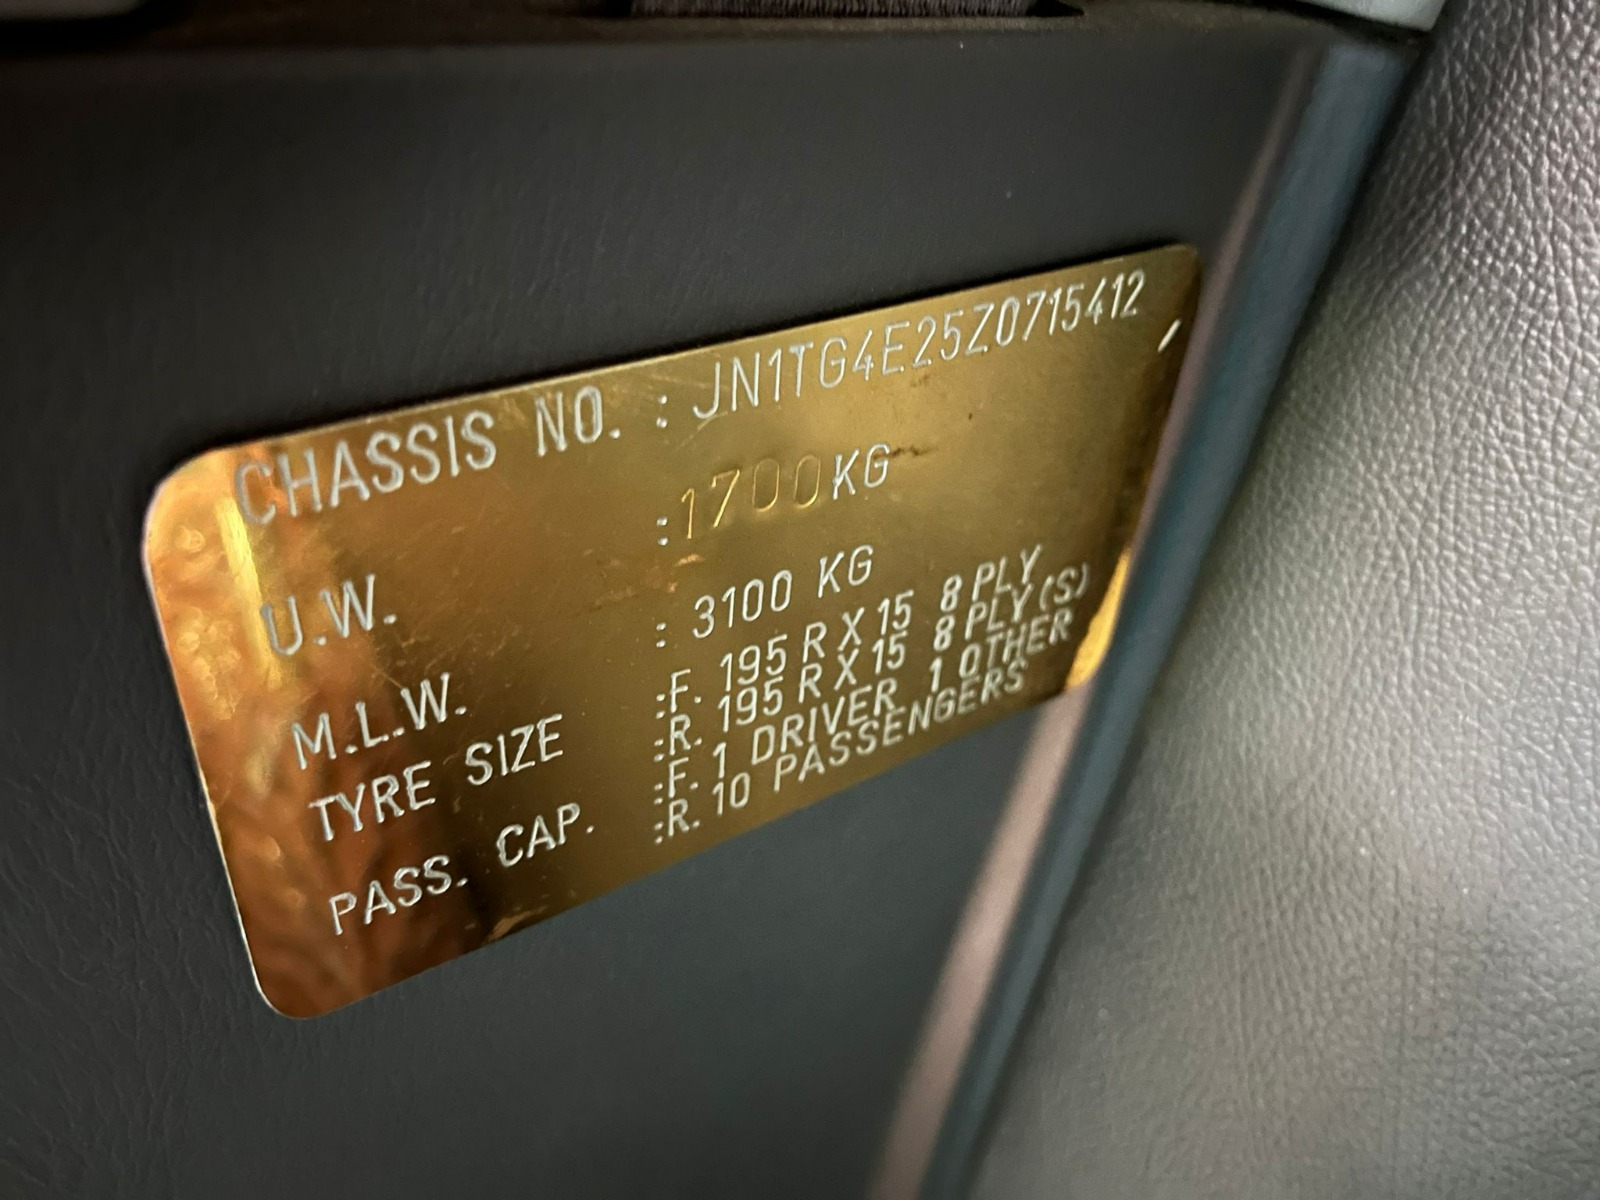 CHASSIS NO. : JN1TG4E25Z0715412
U.W. :1700KG
M.L.W. : 3100 KG
TYRE SIZE :F. 195 R X 15 8 PLY
:R. 195 R X 15 8 PLY (S)
PASS. CAP. :F. 1 DRIVER 1 OTHER
:R. 10 PASSENGERS